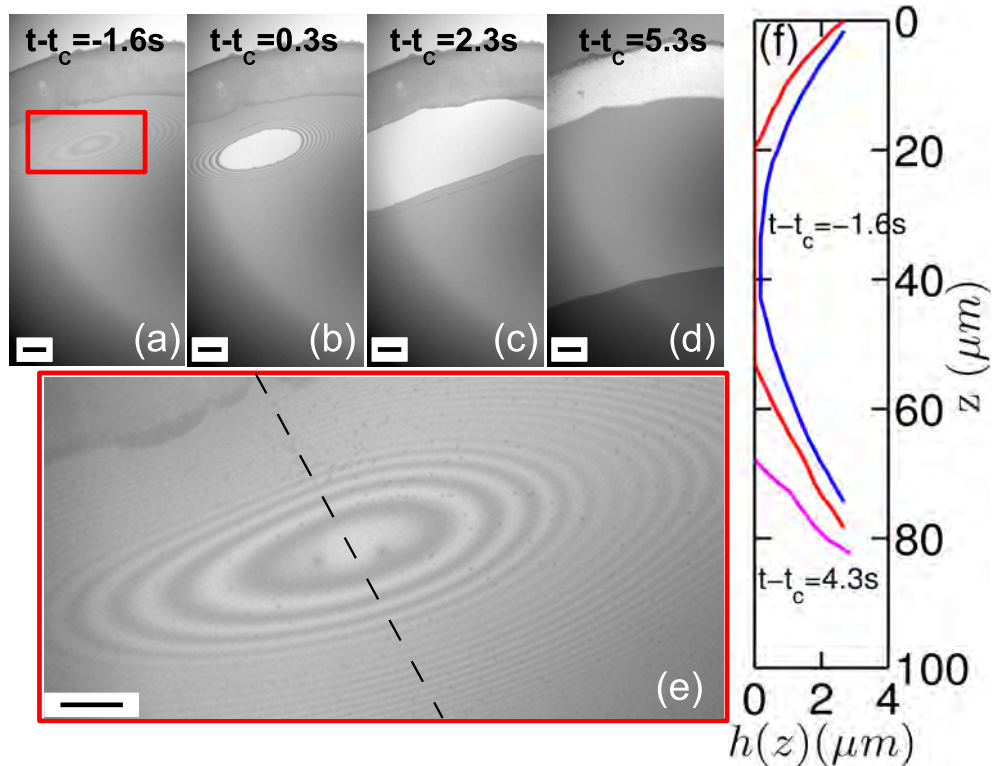 t-tc=-1.6s
t-tc=0.3s
t-tc=2.3s
t-tc=5.3s
(a)
(b)
(c)
(d)
(e)
(f)
0
20
40
60
80
100
z (μm)
t-tc=-1.6s
t-tc=4.3s
0 2 4
h(z)(μm)